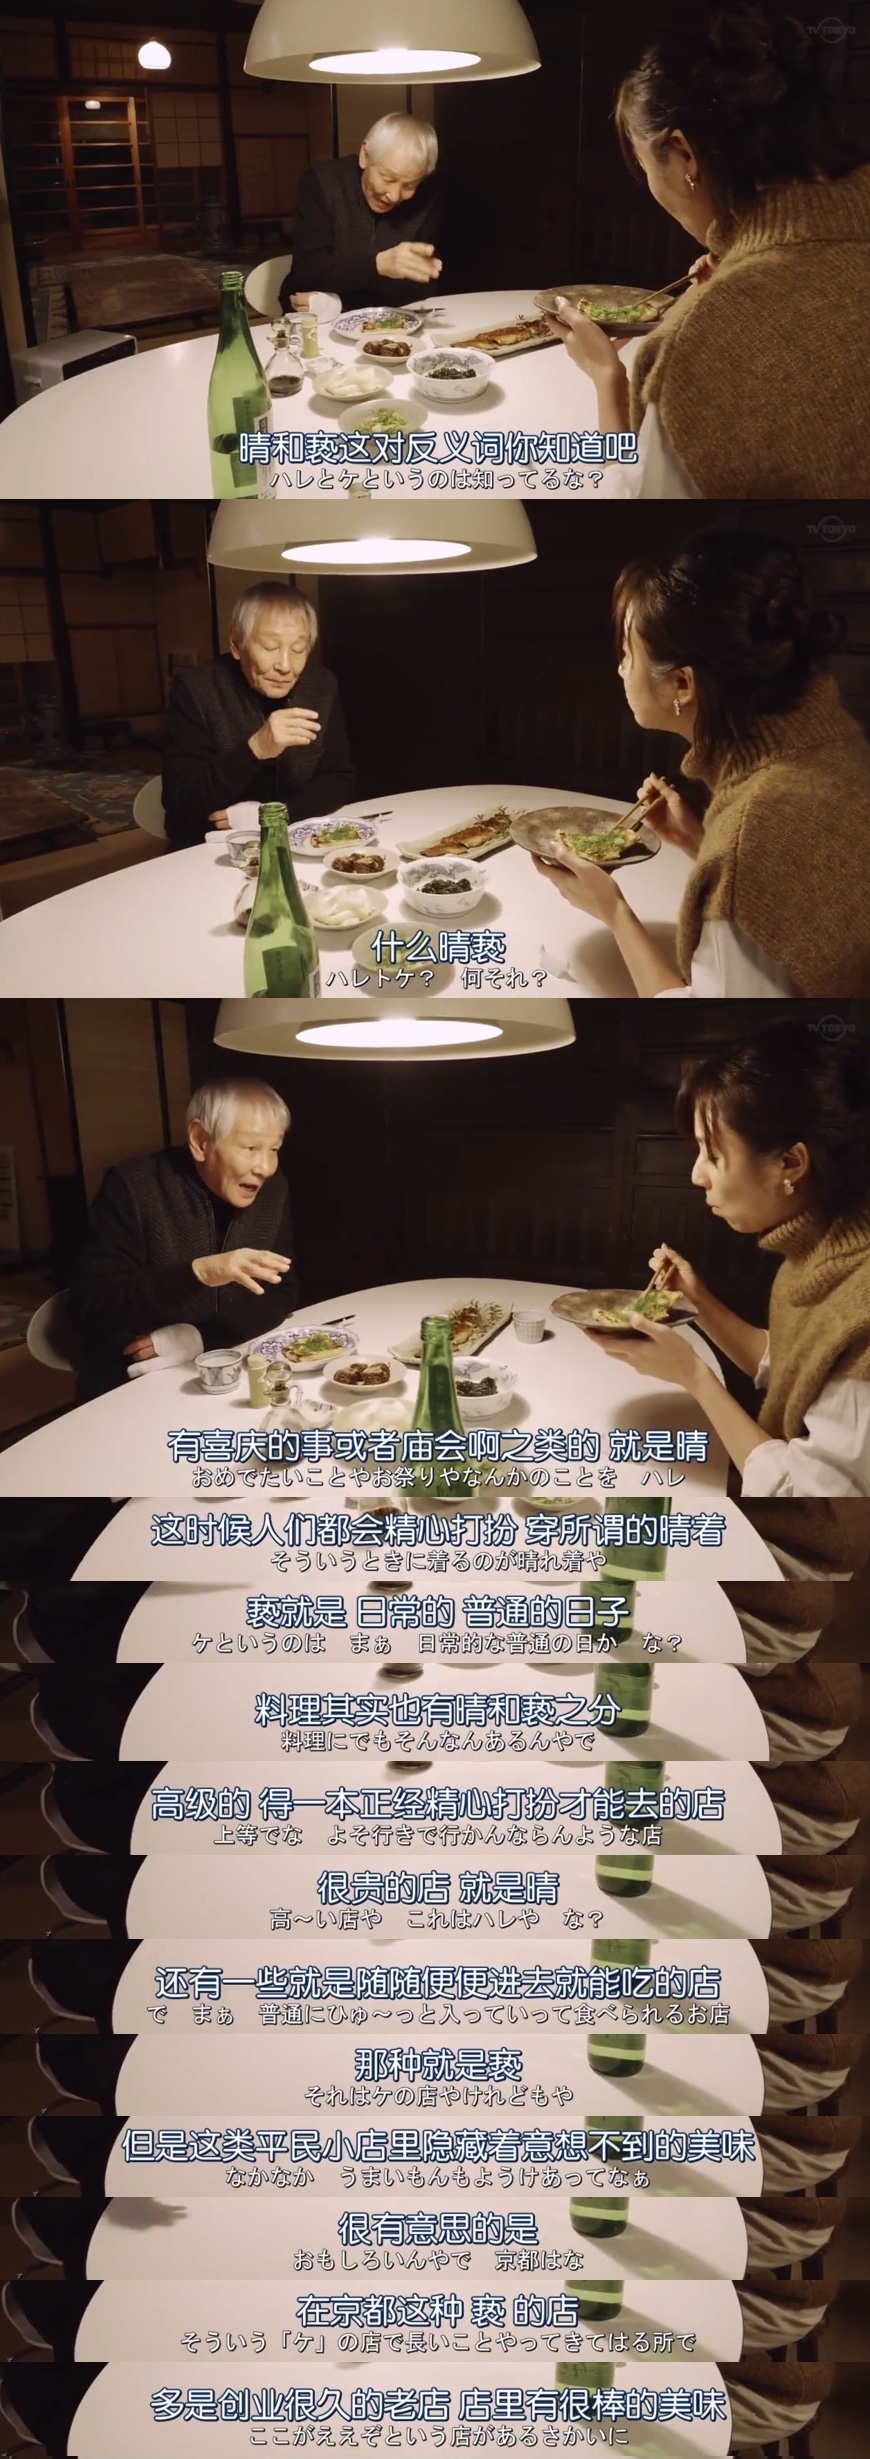 TV TOKYO
晴和亵这对反义词你知道吧
ハレとケというのは知ってるな？
TV TOKYO
什么晴亵
ハレトケ？ 何それ？
TV TOKYO
有喜庆的事或者庙会啊之类的 就是晴
おめでたいことやお祭りやなんかのことを ハレ
这时候人们都会精心打扮 穿所谓的晴着
そういうときに着るのが晴れ着や
亵就是 日常的 普通的日子
ケというのは まぁ 日常的な普通の日か な？
料理其实也有晴和亵之分
料理にでもそんなんあるんやで
高级的 得一本正经精心打扮才能去的店
上等でな よそ行きで行かんならんような店
很贵的店 就是晴
高～い店や これはハレや な？
还有一些就是随随便便进去就能吃的店
で まぁ 普通にひゅ～っと入っていって食べられるお店
那种就是亵
それはケの店やけれどもや
但是这类平民小店里隐藏着意想不到的美味
なかなか うまいもんもようけあってなぁ
很有意思的是
おもしろいんやで 京都はな
在京都这种 亵 的店
そういう「ケ」の店で長いことやってきてはる所で
多是创业很久的老店 店里有很棒的美味
ここがええぞという店があるさかいに